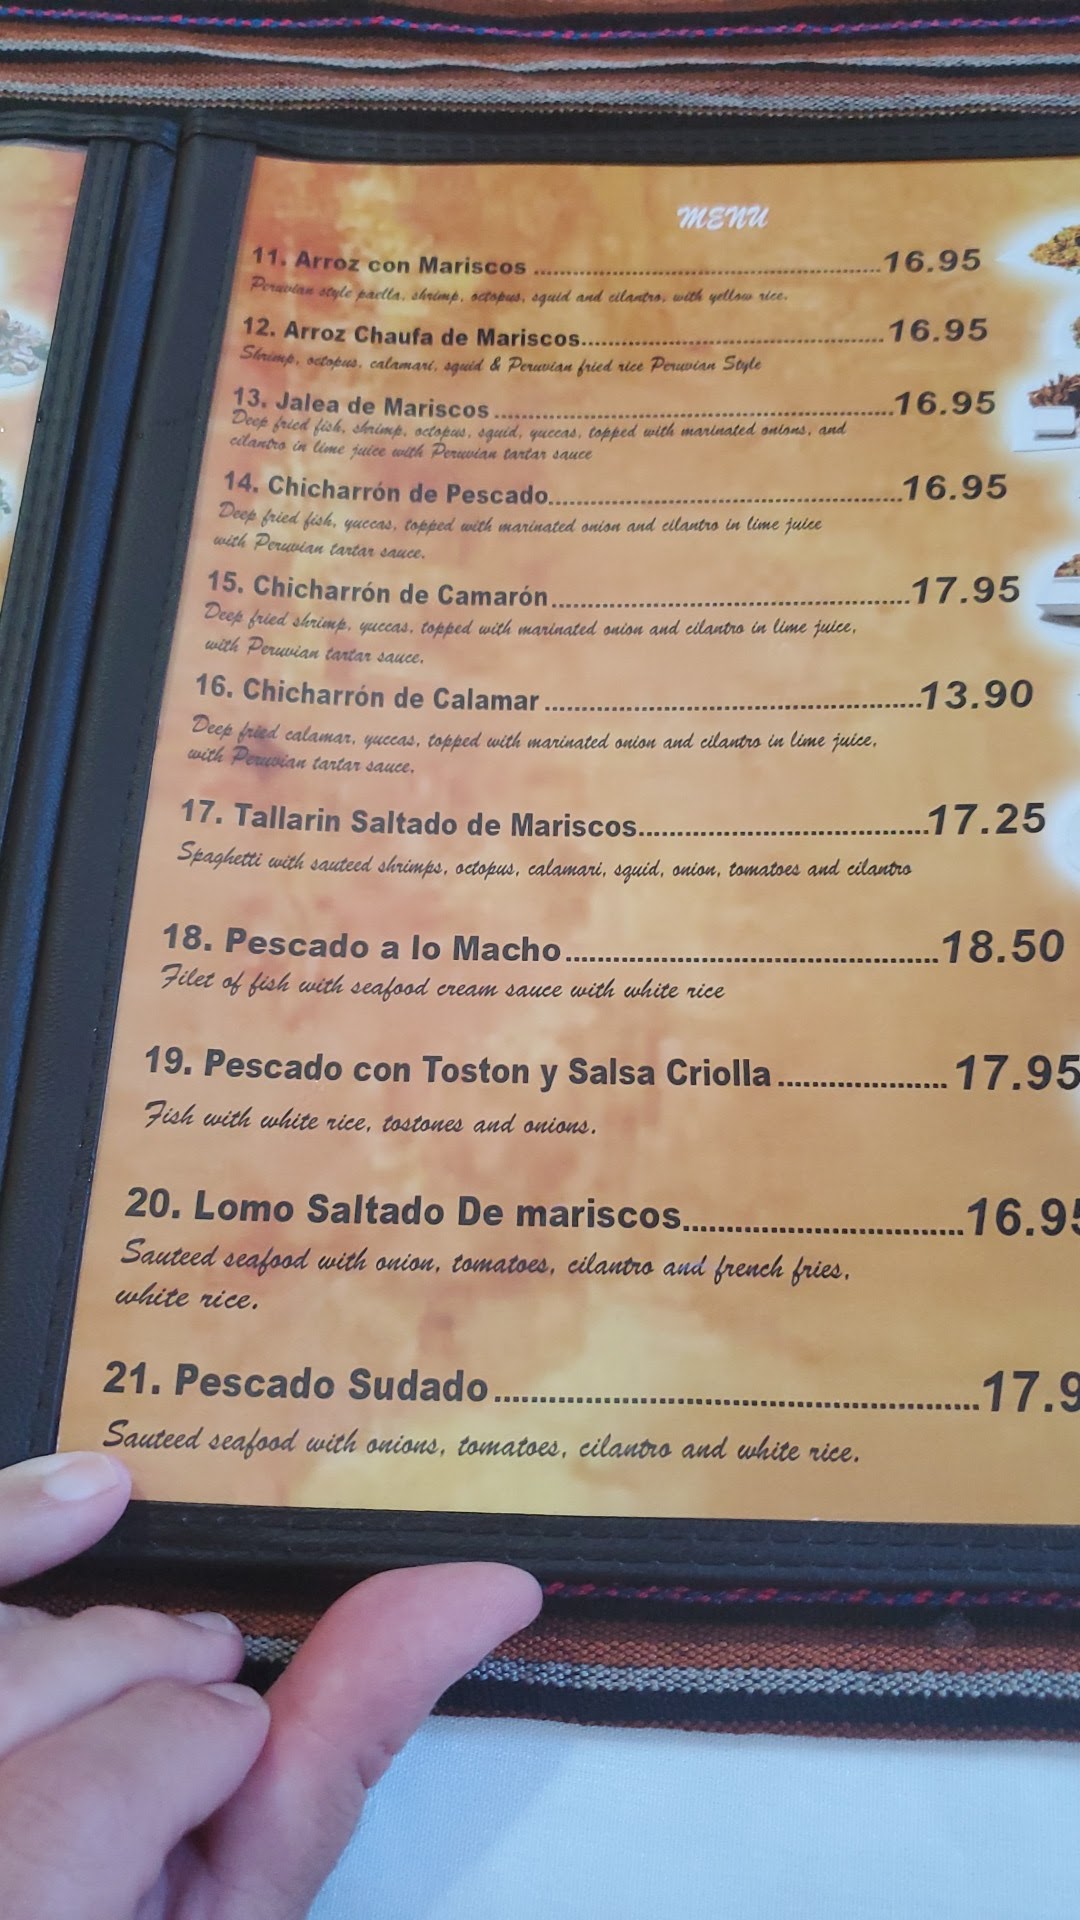 MENU
11. Arroz con Mariscos ........................................16.95
Peruvian style paella, shrimp, octopus, squid and cilantro, with yellow rice.
12. Arroz Chaufa de Mariscos........................................16.95
Shrimp, octopus, calamari, squid & Peruvian fried rice Peruvian Style
13. Jalea de Mariscos ........................................16.95
Deep fried fish, shrimp, octopus, squid, yuccas, topped with marinated onions, and
cilantro in lime juice with Peruvian tartar sauce
14. Chicharrón de Pescado........................................16.95
Deep fried fish, yuccas, topped with marinated onion and cilantro in lime juice
with Peruvian tartar sauce.
15. Chicharrón de Camarón........................................17.95
Deep fried shrimp, yuccas, topped with marinated onion and cilantro in lime juice,
with Peruvian tartar sauce.
16. Chicharrón de Calamar ........................................13.90
Deep fried calamar, yuccas, topped with marinated onion and cilantro in lime juice,
with Peruvian tartar sauce.
17. Tallarin Saltado de Mariscos................................17.25
Spaghetti with sauteed shrimps, octopus, calamari, squid, onion, tomatoes and cilantro
18. Pescado a lo Macho........................................18.50
Filet of fish with seafood cream sauce with white rice
19. Pescado con Toston y Salsa Criolla.................... 17.95
Fish with white rice, tostones and onions.
20. Lomo Saltado De mariscos..............................16.95
Sauteed seafood with onion, tomatoes, cilantro and french fries,
white rice.
21. Pescado Sudado..................................................17.9
Sauteed seafood with onions, tomatoes, cilantro and white rice.